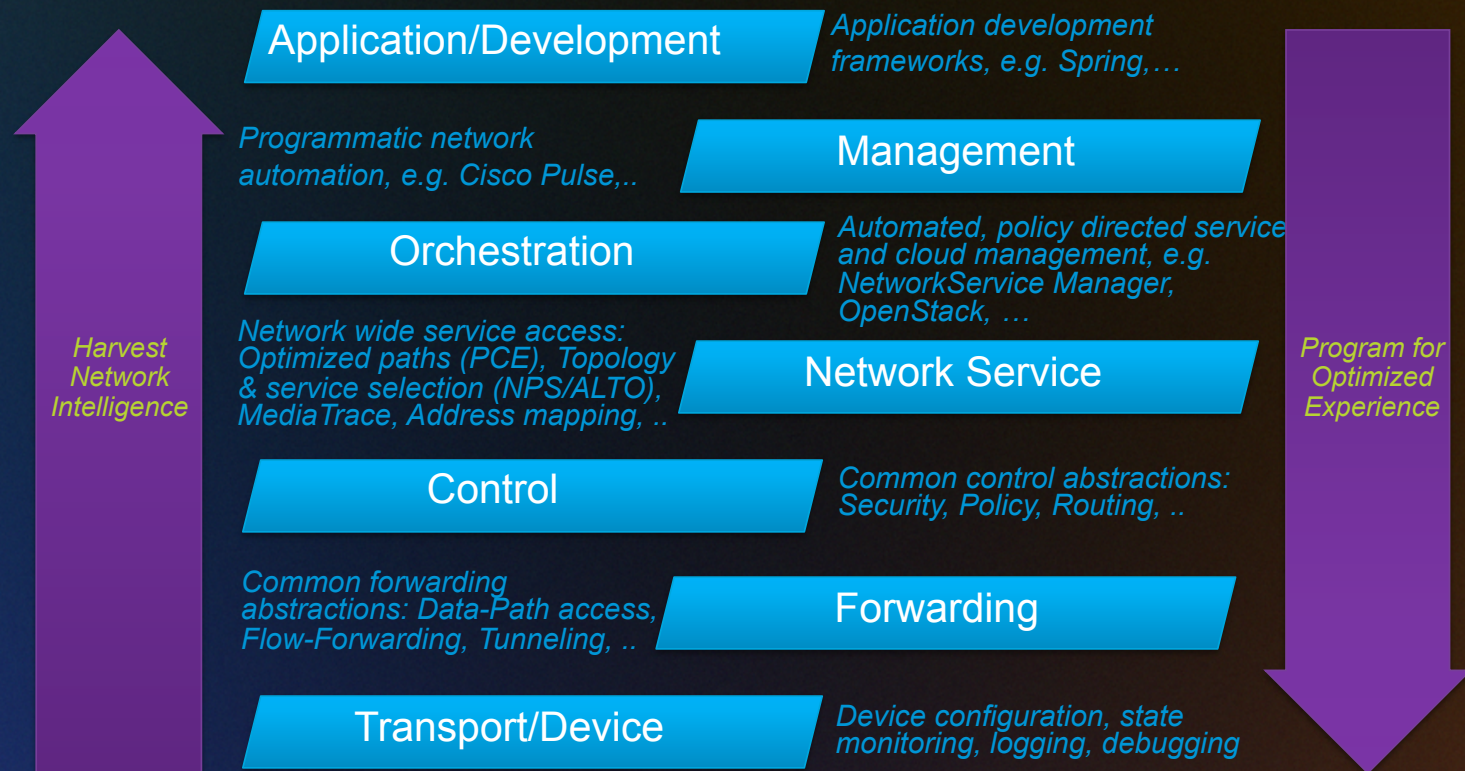 Application/Development
Application development
frameworks, e.g. Spring,…
Programmatic network
automation, e.g. Cisco Pulse,..
Management
Orchestration
Automated, policy directed service
and cloud management, e.g.
NetworkService Manager,
OpenStack, …
Harvest
Network
Intelligence
Network wide service access:
Optimized paths (PCE), Topology
& service selection (NPS/ALTO),
MediaTrace, Address mapping, ..
Network Service
Program for
Optimized
Experience
Control
Common control abstractions:
Security, Policy, Routing, ..
Common forwarding
abstractions: Data-Path access,
Flow-Forwarding, Tunneling, ..
Forwarding
Transport/Device
Device configuration, state
monitoring, logging, debugging